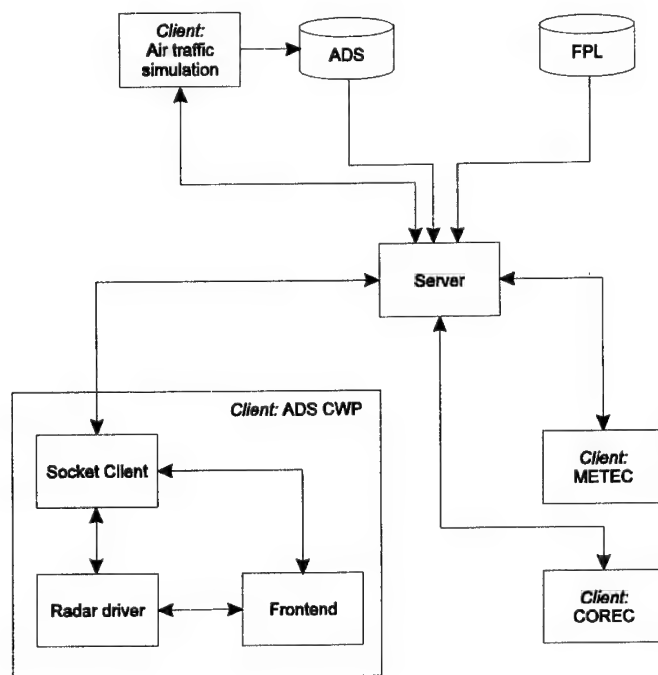 Client:
Air traffic
simulation
ADS
FPL
Server
Client: ADS CWP
Socket Client
Radar driver
Frontend
Client:
METEC
Client:
COREC